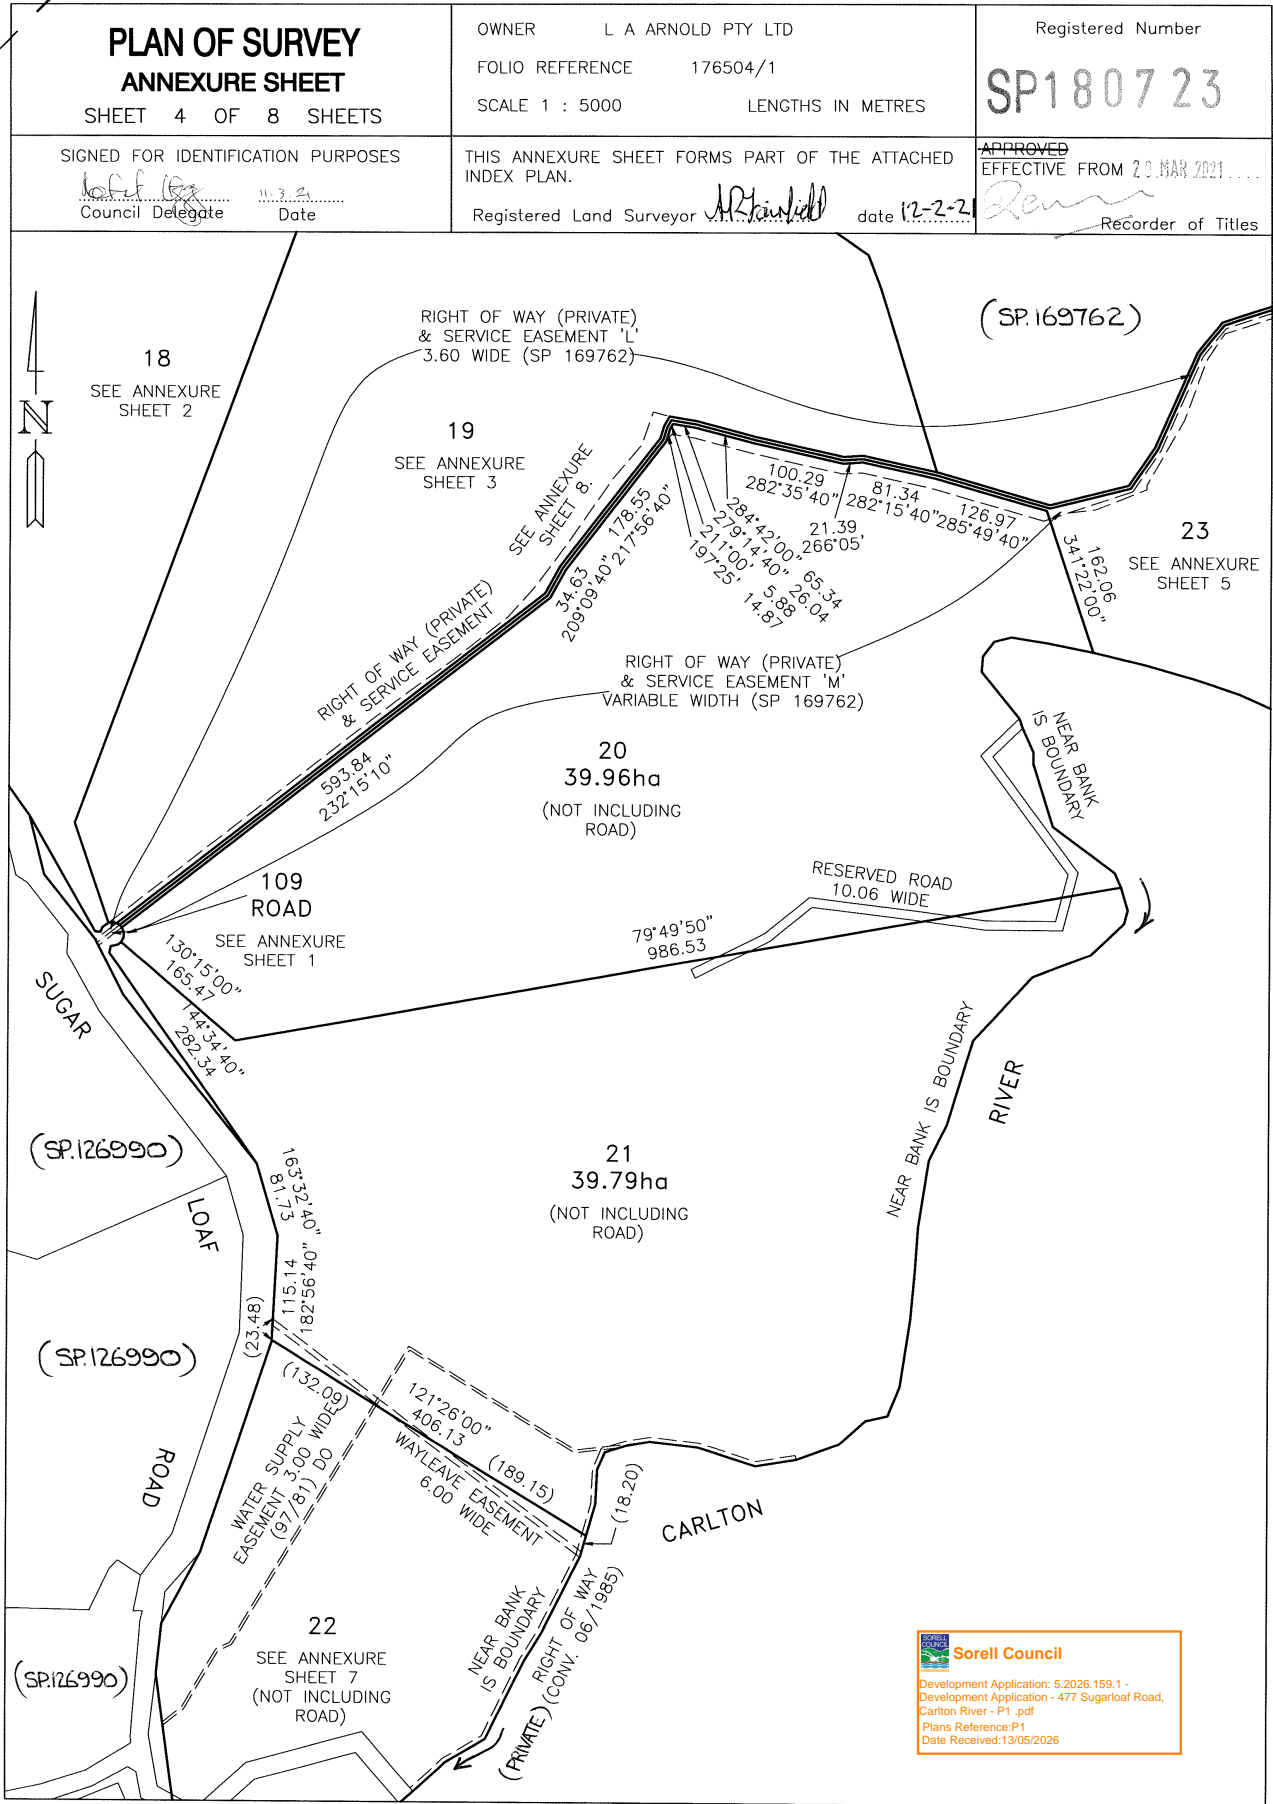 PLAN OF SURVEY
ANNEXURE SHEET
SHEET 4 OF 8 SHEETS
OWNER L A ARNOLD PTY LTD
FOLIO REFERENCE 176504/1
SCALE 1 : 5000 LENGTHS IN METRES
Registered Number
SP180723
SIGNED FOR IDENTIFICATION PURPOSES
11.3.21
Council Delegate Date
THIS ANNEXURE SHEET FORMS PART OF THE ATTACHED
INDEX PLAN.
Registered Land Surveyor date 12-2-21
APPROVED
EFFECTIVE FROM MAR 2021
Recorder of Titles
RIGHT OF WAY (PRIVATE)
& SERVICE EASEMENT 'L'
3.60 WIDE (SP 169762)
(SP.169762)
18
SEE ANNEXURE
SHEET 2
N
19
SEE ANNEXURE
SHEET 3
SEE ANNEXURE
SHEET 8.
RIGHT OF WAY (PRIVATE)
& SERVICE EASEMENT
34.63
209°09'40"
178.55
217°56'40"
100.29
282°35'40"
81.34
282°15'40"
126.97
285°49'40"
21.39
266°05'
284°42'00" 65.34
279°14'40" 26.04
211°00' 5.88
197°25' 14.87
162.06
341°22'00"
23
SEE ANNEXURE
SHEET 5
RIGHT OF WAY (PRIVATE)
& SERVICE EASEMENT 'M'
VARIABLE WIDTH (SP 169762)
593.84
232°15'10"
20
39.96ha
(NOT INCLUDING
ROAD)
NEAR BANK
IS BOUNDARY
RESERVED ROAD
10.06 WIDE
109
ROAD
SEE ANNEXURE
SHEET 1
79°49'50"
986.53
130°15'00"
165.47
144°34'40"
282.34
SUGAR
LOAF
ROAD
(SP.126990)
163°32'40"
81.73
21
39.79ha
(NOT INCLUDING
ROAD)
NEAR BANK IS BOUNDARY
RIVER
115.14
182°56'40"
(23.48)
(SP.126990)
(132.09)
121°26'00"
406.13
(189.15)
WAYLEAVE EASEMENT
6.00 WIDE
WATER SUPPLY
EASEMENT 3.00 WIDE
(97/81) DO
(18.20)
CARLTON
NEAR BANK
IS BOUNDARY
RIGHT OF WAY
(PRIVATE) (CONV. 06/1985)
22
SEE ANNEXURE
SHEET 7
(NOT INCLUDING
ROAD)
(SP.126990)
SORELL
COUNCIL
Sorell Council
Development Application: 5.2026.159.1 -
Development Application - 477 Sugarloaf Road,
Carlton River - P1 .pdf
Plans Reference:P1
Date Received:13/05/2026